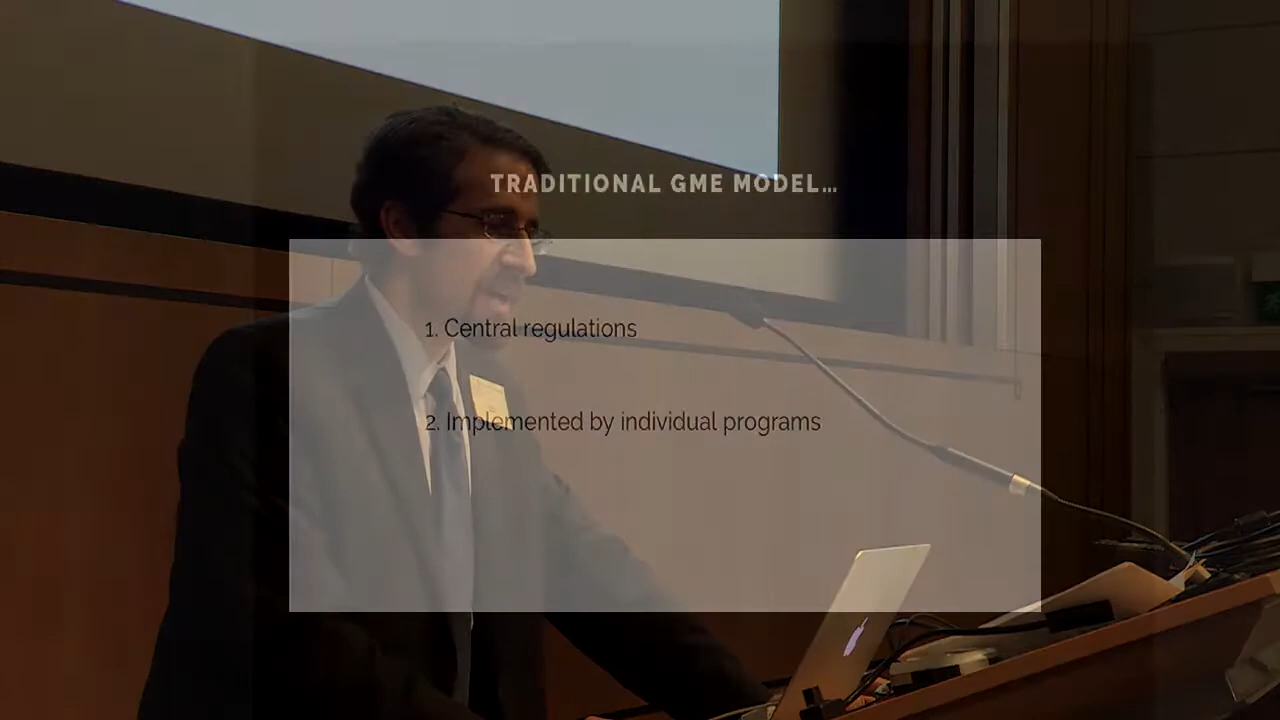 TRADITIONAL GME MODEL…
1. Central regulations
2. Implemented by individual programs